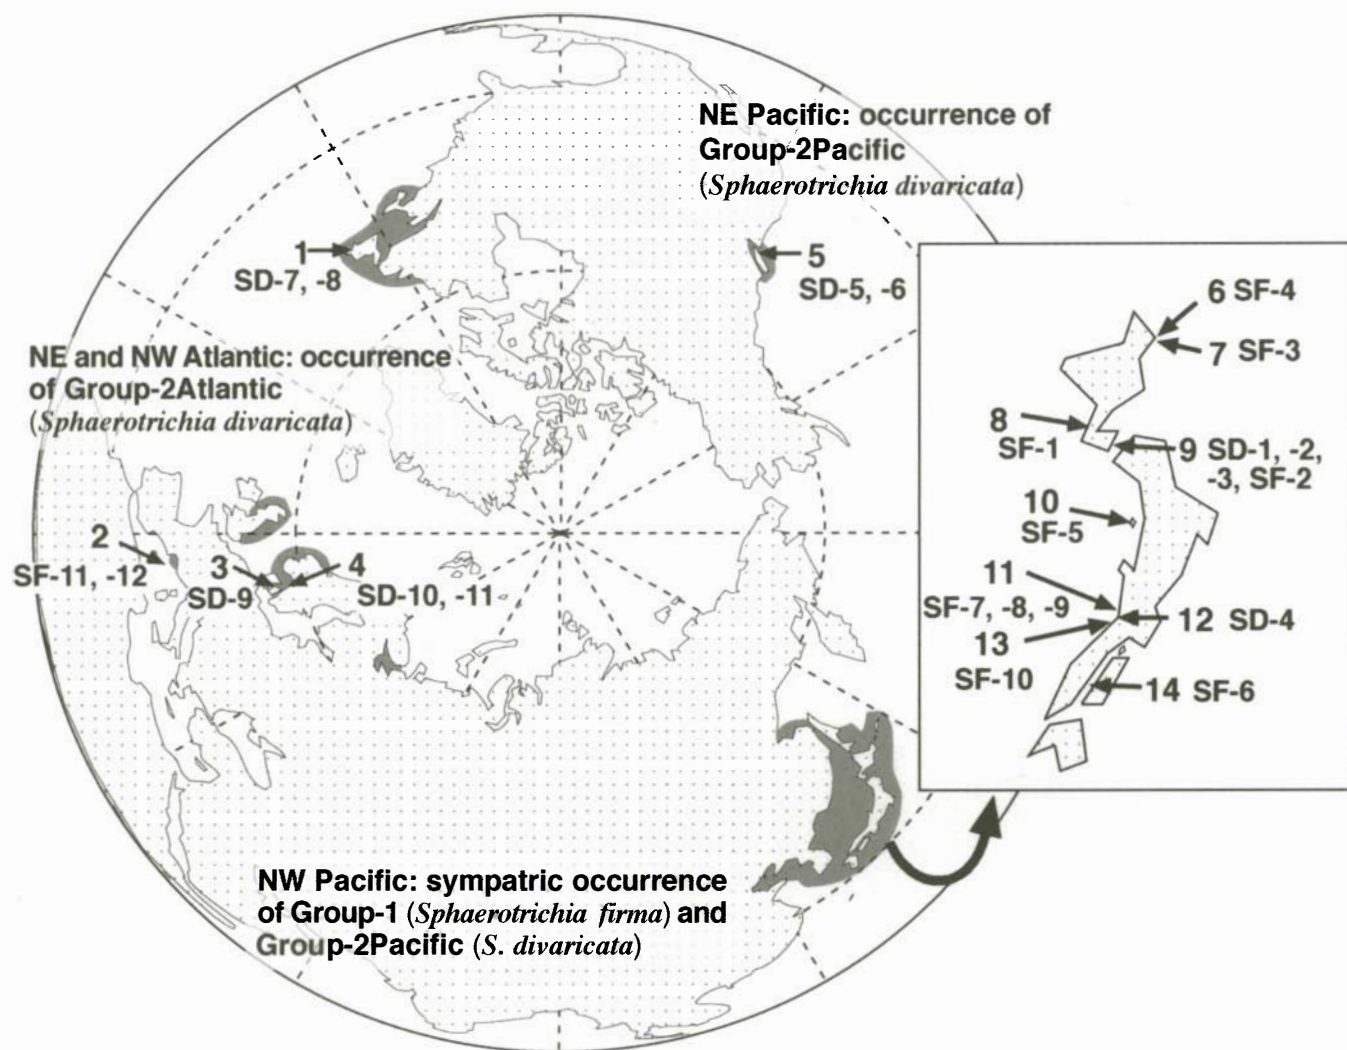 NE Pacific: occurrence of
Group-2Pacific
(Sphaerotrichia divaricata)
1
SD-7, -8
5
SD-5, -6
NE and NW Atlantic: occurrence
of Group-2Atlantic
(Sphaerotrichia divaricata)
2
SF-11, -12
3
SD-9
4
SD-10, -11
6 SF-4
7 SF-3
8
SF-1
9 SD-1, -2,
-3, SF-2
10
SF-5
11
SF-7, -8, -9
12 SD-4
13
SF-10
14 SF-6
NW Pacific: sympatric occurrence
of Group-1 (Sphaerotrichia firma) and
Group-2Pacific (S. divaricata)